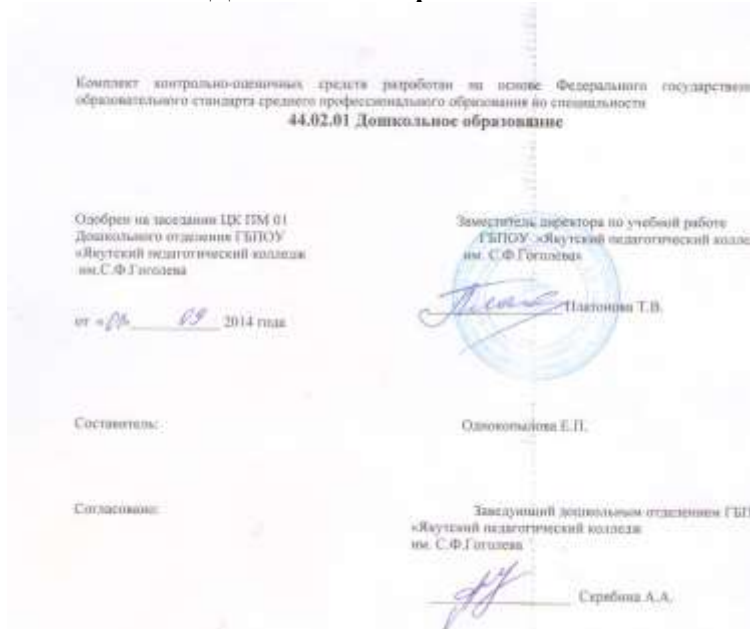 Комплект контрольно-оценочных средств разработан на основе Федерального государствен
образовательного стандарта среднего профессионального образования по специальности
44.02.01 Дошкольное образование
Одобрен на заседании ЦК ПМ 01
Дошкольного отделения ГБПОУ
«Якутский педагогический колледж
им.С.Ф.Гоголева
от « 09 2014 года
Заместитель директора по учебной работе
ГБПОУ «Якутский педагогический колле
им. С.Ф.Гоголева»
Платонова Т.В.
Составитель:
Однокопылова Е.П.
Согласовано:
Заведующий дошкольным отделением ГБП
«Якутский педагогический колледж
им. С.Ф.Гоголева
Скрябина А.А.